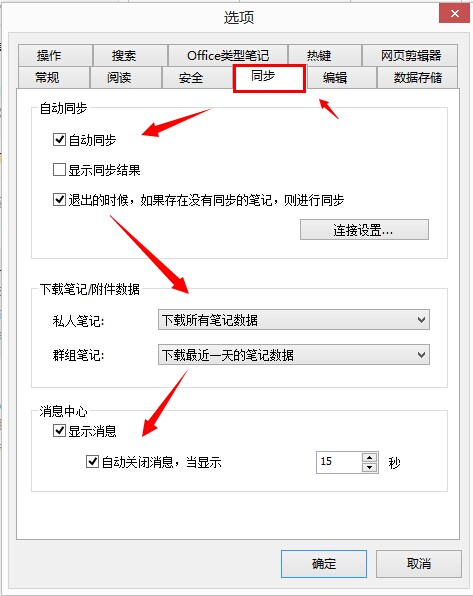 选项
操作 搜索 Office类型笔记 热键 网页剪辑器
常规 阅读 安全 同步 编辑 数据存储
自动同步
自动同步
显示同步结果
退出的时候，如果存在没有同步的笔记，则进行同步
连接设置...
下载笔记/附件数据
私人笔记: 下载所有笔记数据
群组笔记: 下载最近一天的笔记数据
消息中心
显示消息
自动关闭消息，当显示 15 秒
确定 取消